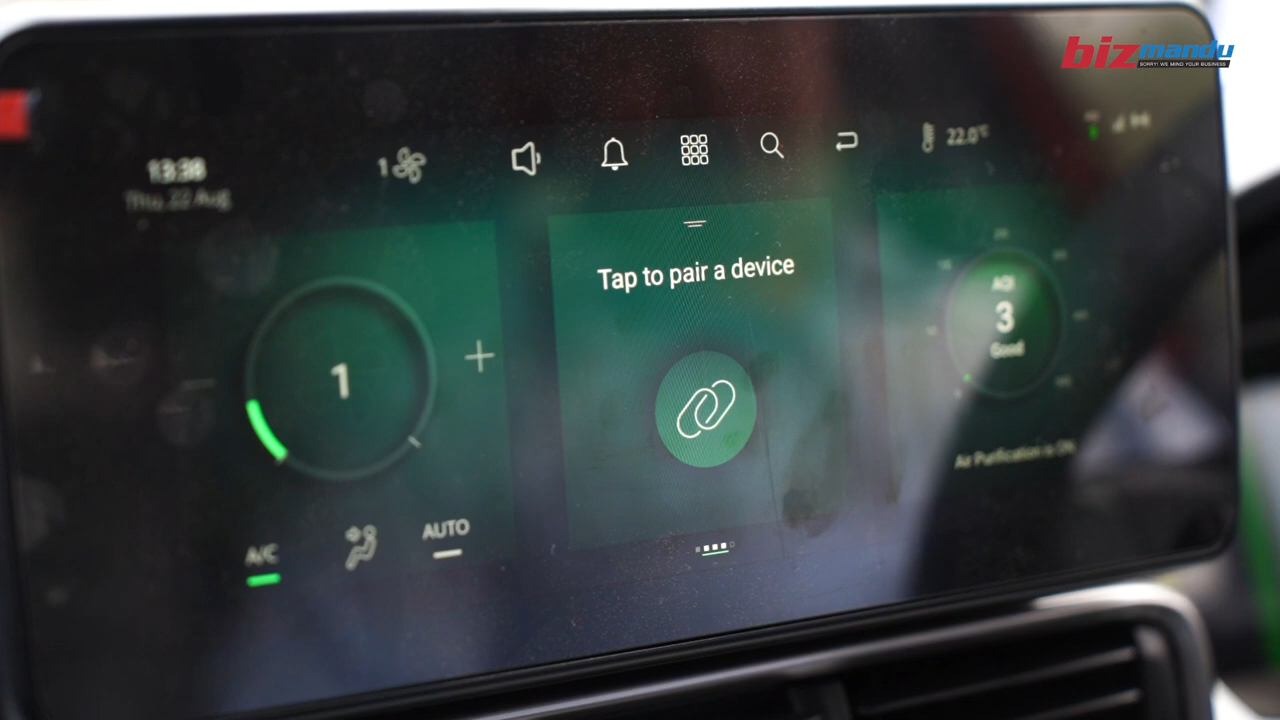 bizmandu
SORRY! WE MIND YOUR BUSINESS
13:38
Thu, 22 Aug
1
22.0°C
Tap to pair a device
1
AQI
3
Good
Air Purification is ON
A/C
AUTO